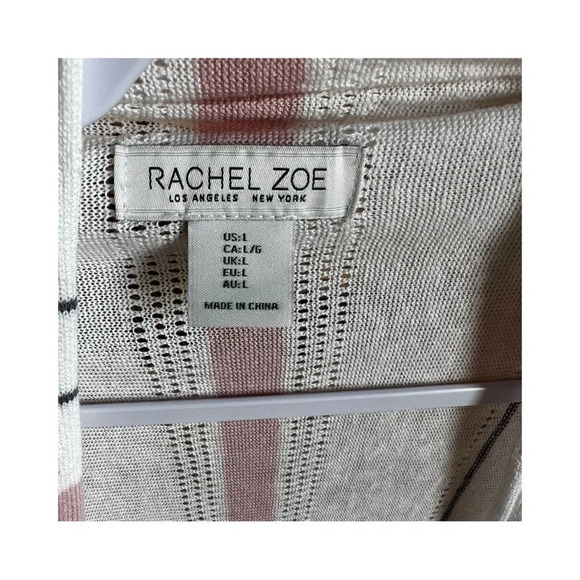 RACHEL ZOE
LOS ANGELES NEW YORK
US:L
CA:L/G
UK:L
EU:L
AU:L
MADE IN CHINA